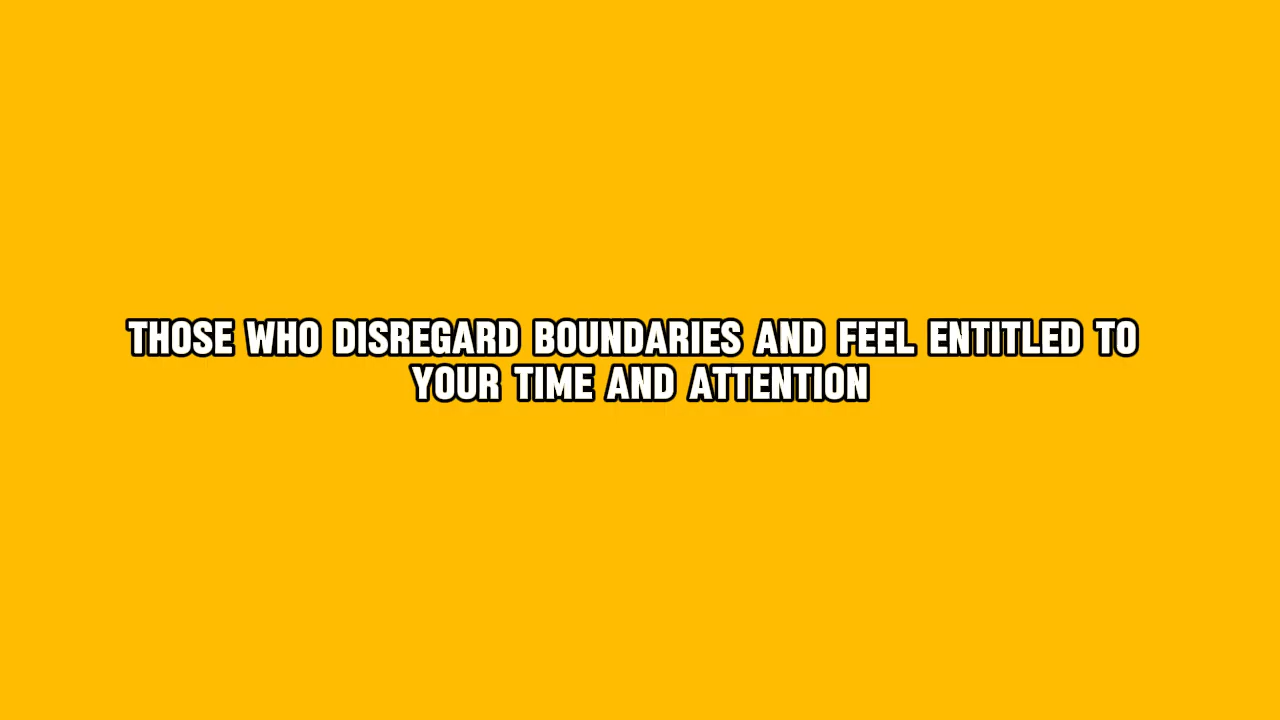 THOSE WHO DISREGARD BOUNDARIES AND FEEL ENTITLED TO
YOUR TIME AND ATTENTION